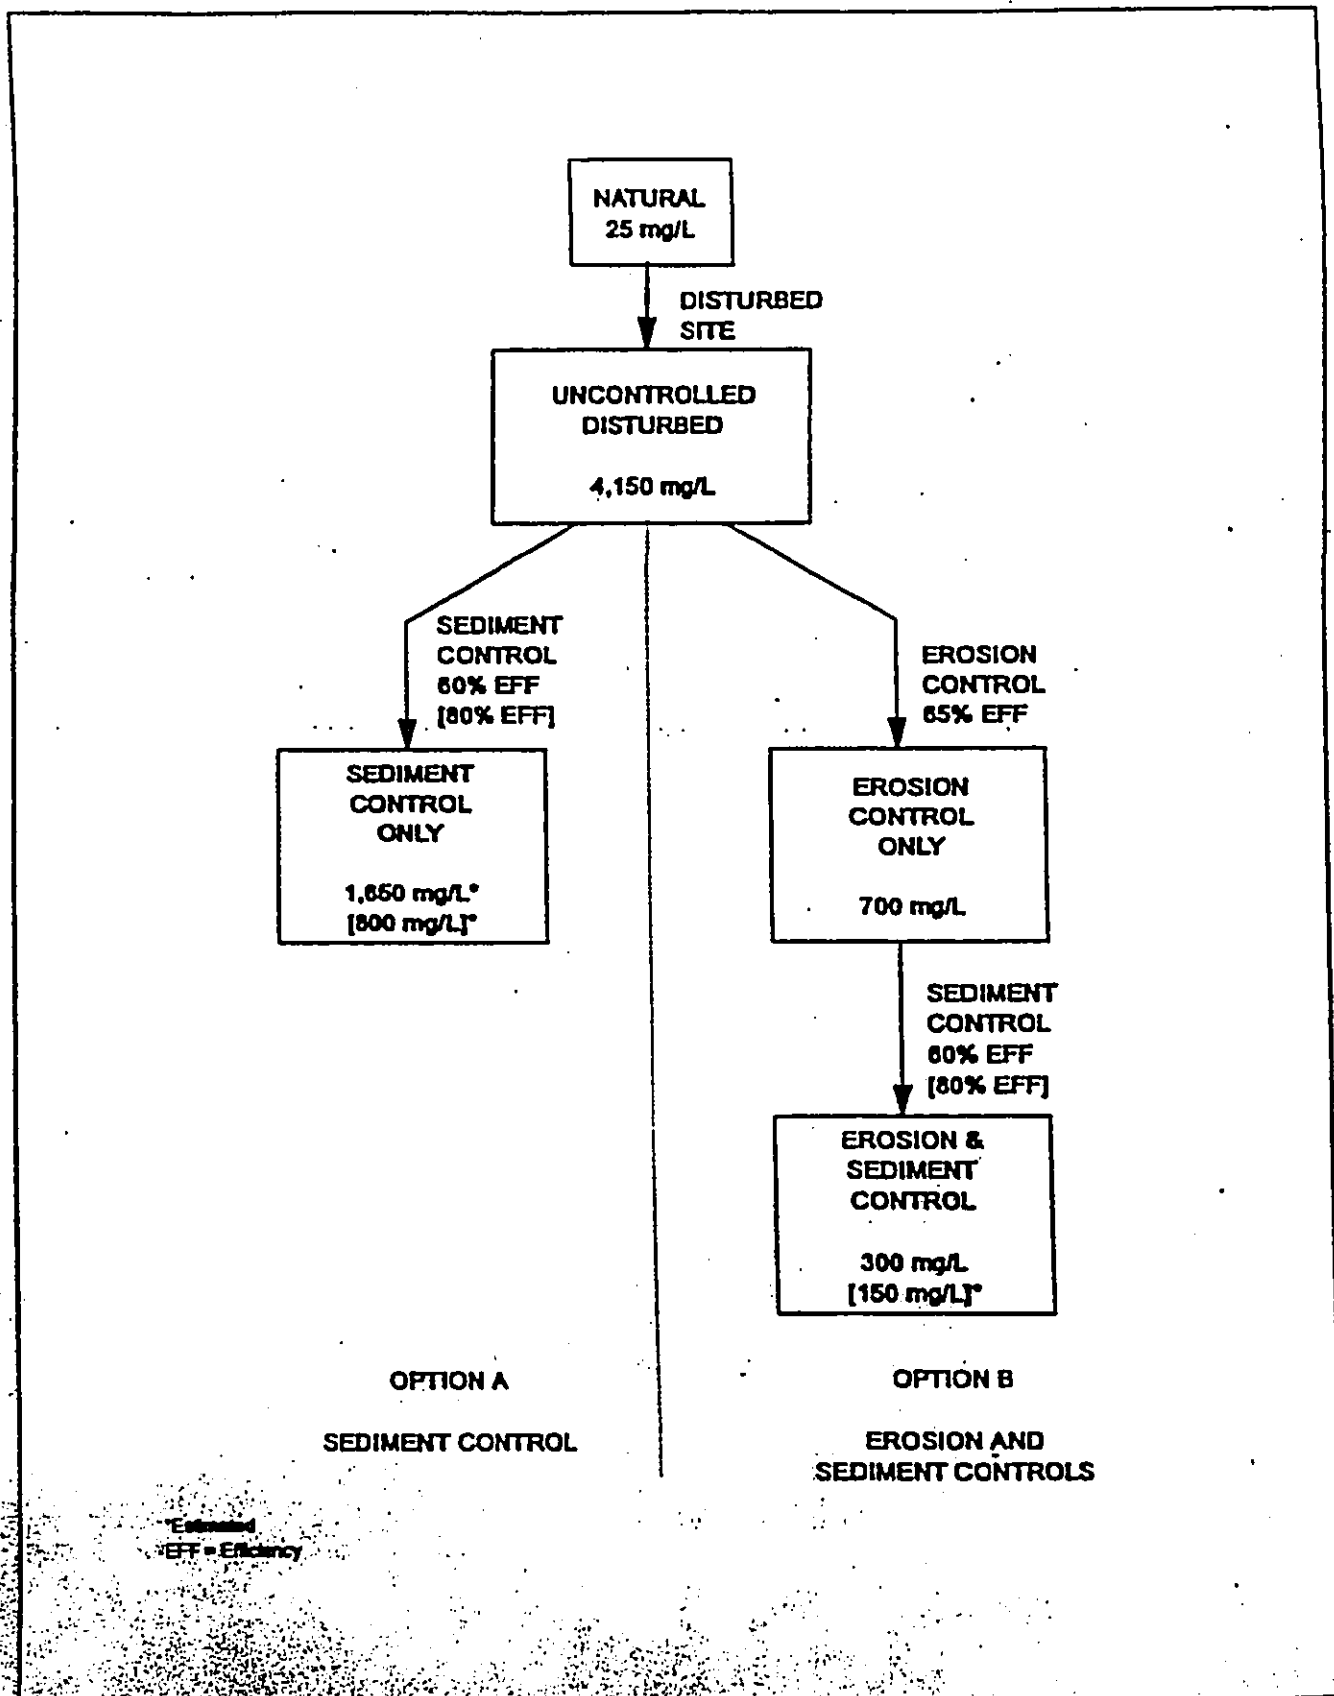 NATURAL
25 mg/L
DISTURBED
SITE
UNCONTROLLED
DISTURBED
4,150 mg/L
SEDIMENT
CONTROL
60% EFF
[80% EFF]
SEDIMENT
CONTROL
ONLY
1,650 mg/L*
[800 mg/L]*
EROSION
CONTROL
85% EFF
EROSION
CONTROL
ONLY
700 mg/L
SEDIMENT
CONTROL
60% EFF
[80% EFF]
EROSION &
SEDIMENT
CONTROL
300 mg/L
[150 mg/L]*
OPTION A
SEDIMENT CONTROL
OPTION B
EROSION AND
SEDIMENT CONTROLS
*Estimated
EFF = Efficiency